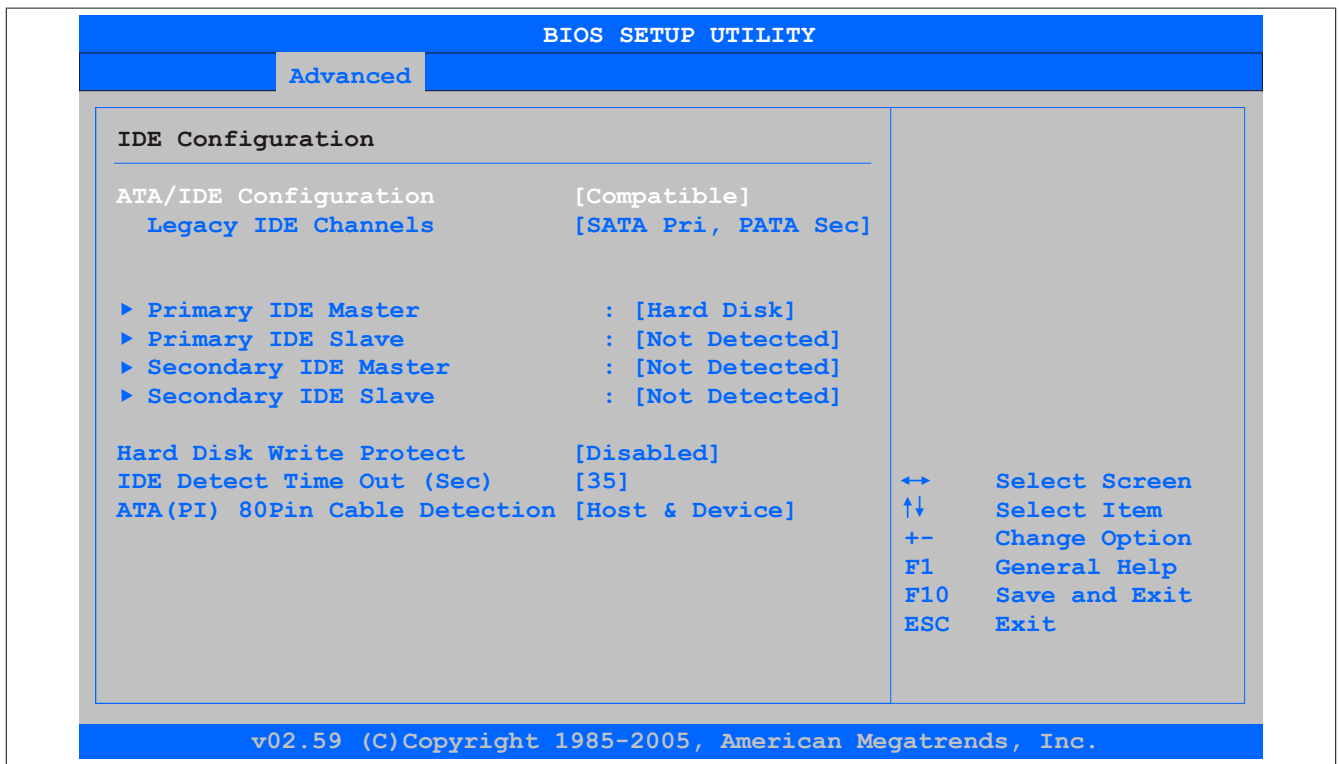 BIOS SETUP UTILITY
Advanced
IDE Configuration
ATA/IDE Configuration [Compatible]
Legacy IDE Channels [SATA Pri, PATA Sec]
Primary IDE Master : [Hard Disk]
Primary IDE Slave : [Not Detected]
Secondary IDE Master : [Not Detected]
Secondary IDE Slave : [Not Detected]
Hard Disk Write Protect [Disabled]
IDE Detect Time Out (Sec) [35]
ATA(PI) 80Pin Cable Detection [Host & Device]
↔ Select Screen
↑↓ Select Item
+- Change Option
F1 General Help
F10 Save and Exit
ESC Exit
v02.59 (C)Copyright 1985-2005, American Megatrends, Inc.